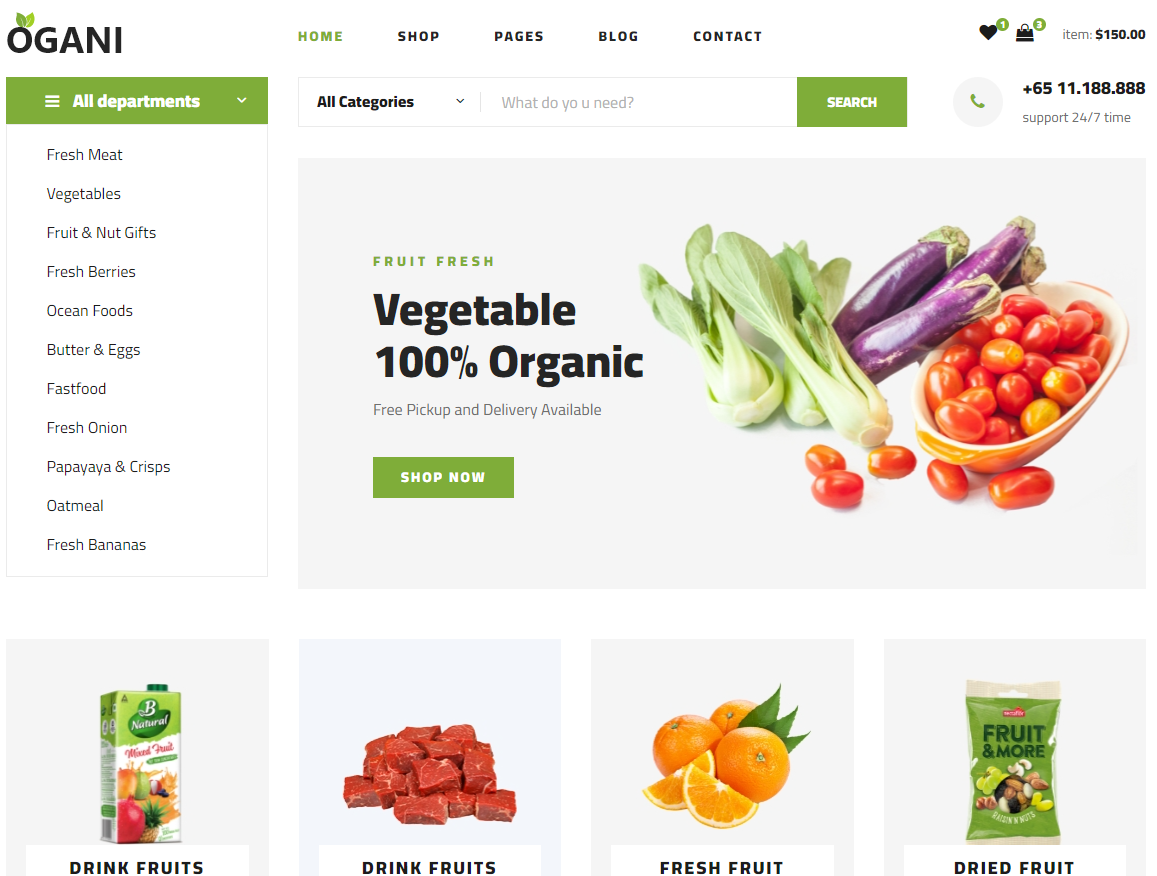 OGANI
HOME SHOP PAGES BLOG CONTACT
1 3 item: $150.00
All departments
All Categories What do yo u need? SEARCH
+65 11.188.888
support 24/7 time
Fresh Meat
Vegetables
Fruit & Nut Gifts
Fresh Berries
Ocean Foods
Butter & Eggs
Fastfood
Fresh Onion
Papayaya & Crisps
Oatmeal
Fresh Bananas
FRUIT FRESH
Vegetable
100% Organic
Free Pickup and Delivery Available
SHOP NOW
B
Natural
Mixed Fruit
FRUIT
&MORE
RAISIN'N'NUTS
DRINK FRUITS
DRINK FRUITS
FRESH FRUIT
DRIED FRUIT